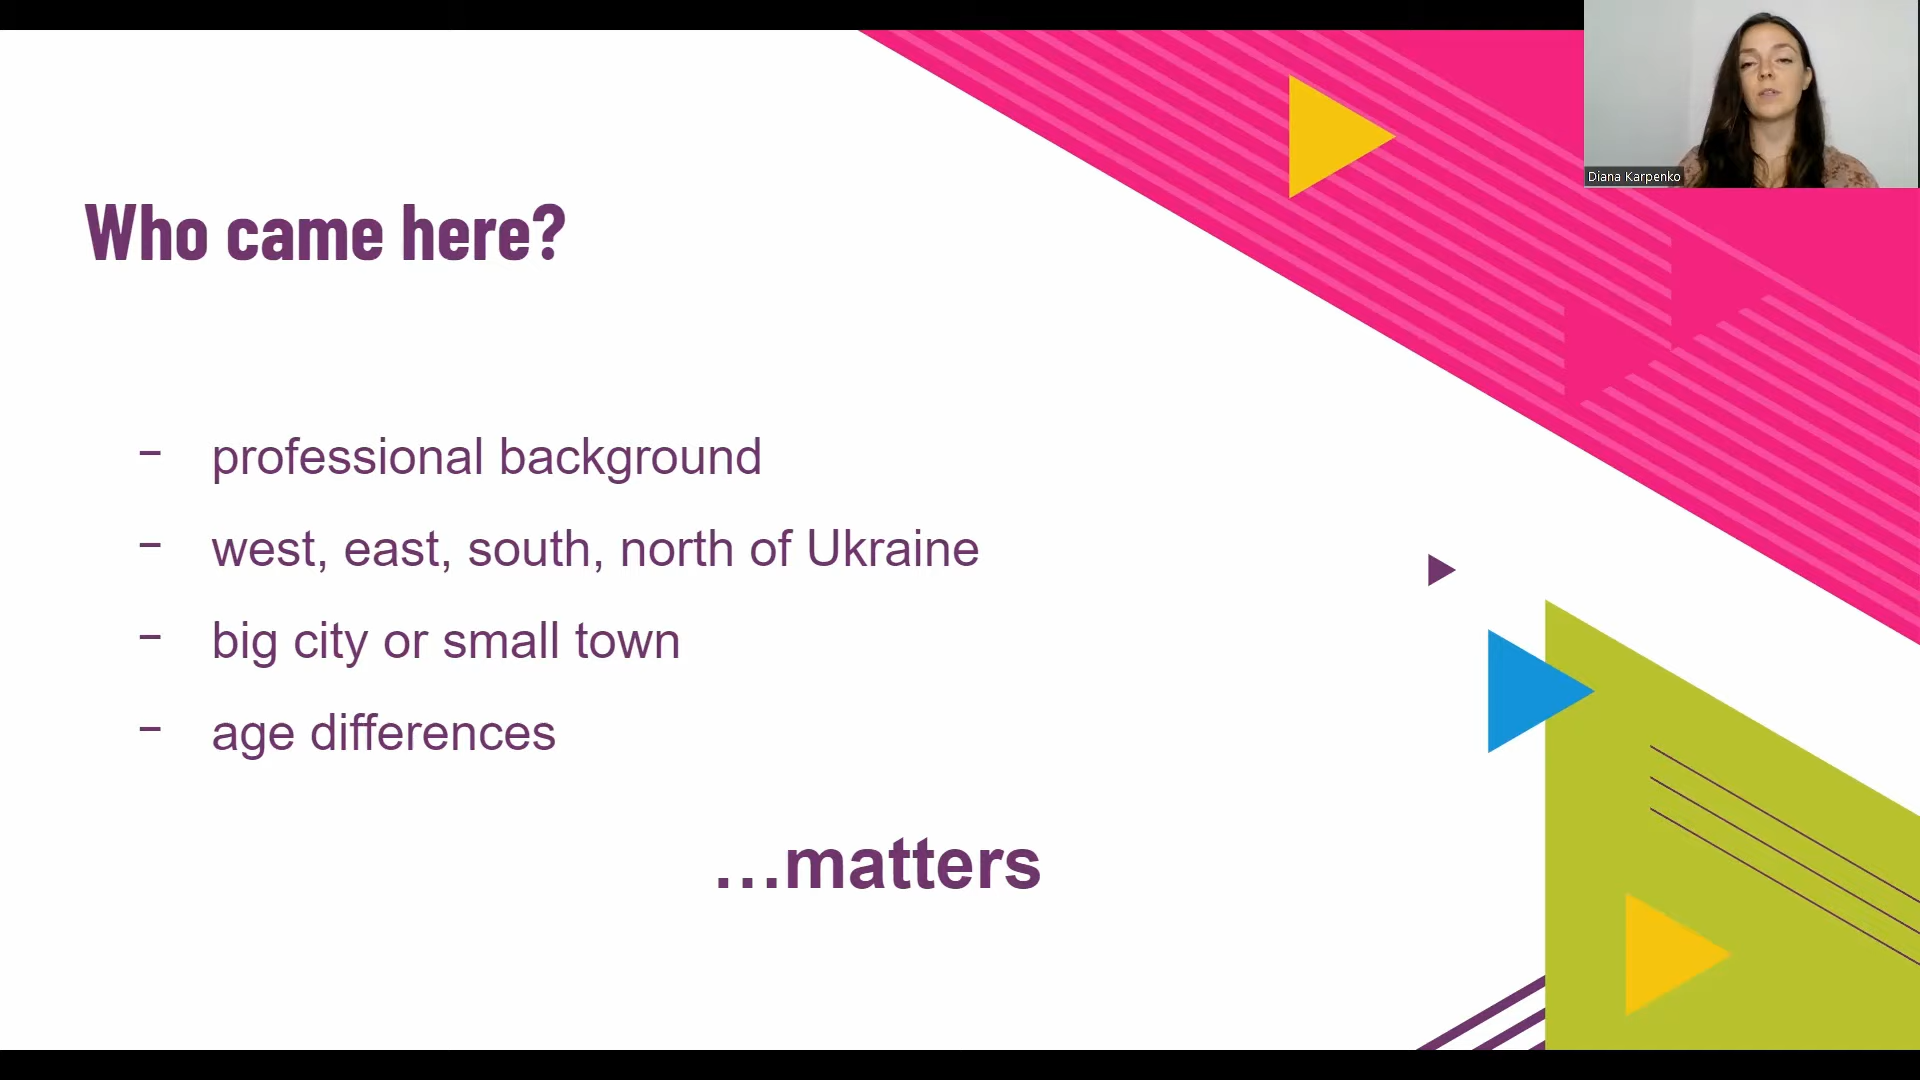 Diana Karpenko
Who came here?
- professional background
- west, east, south, north of Ukraine
- big city or small town
- age differences
…matters